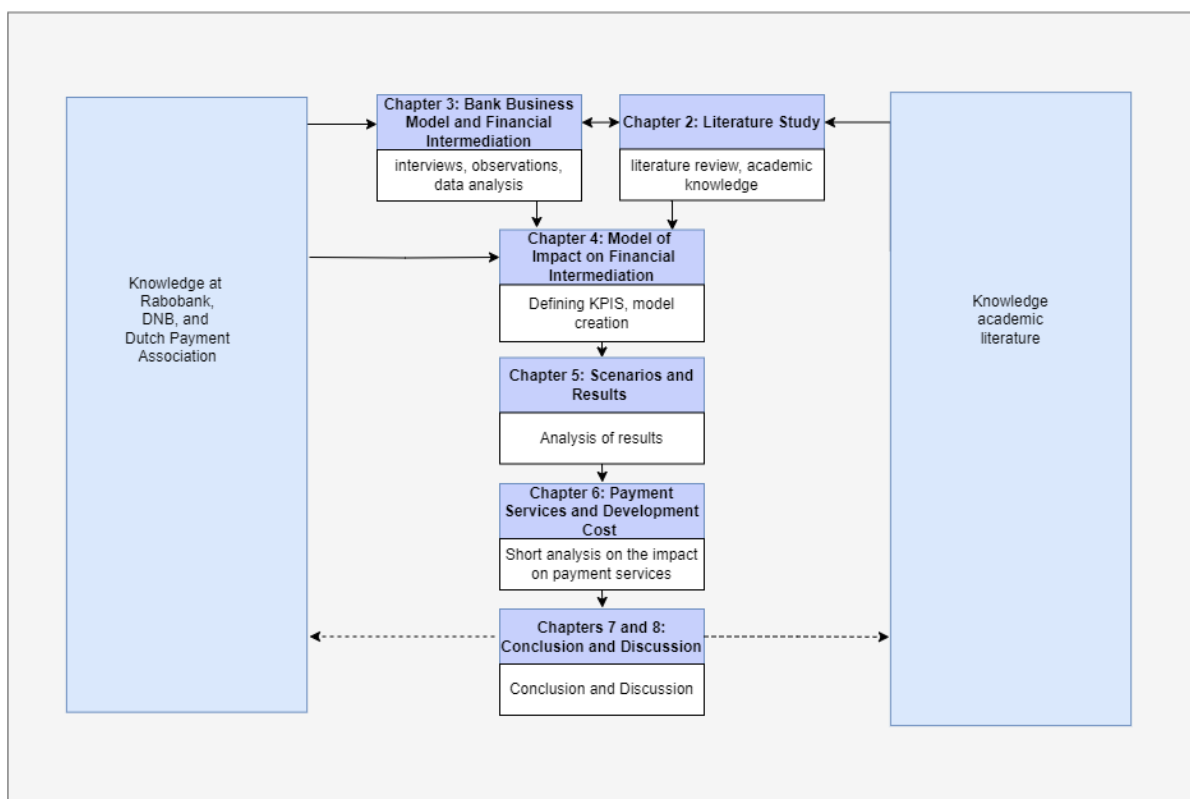 Chapter 3: Bank Business
Model and Financial
Intermediation
interviews, observations,
data analysis
Chapter 2: Literature Study
literature review, academic
knowledge
Chapter 4: Model of
Impact on Financial
Intermediation
Defining KPIS, model
creation
Knowledge at
Rabobank,
DNB, and
Dutch Payment
Association
Knowledge
academic
literature
Chapter 5: Scenarios and
Results
Analysis of results
Chapter 6: Payment
Services and Development
Cost
Short analysis on the impact
on payment services
Chapters 7 and 8:
Conclusion and Discussion
Conclusion and Discussion